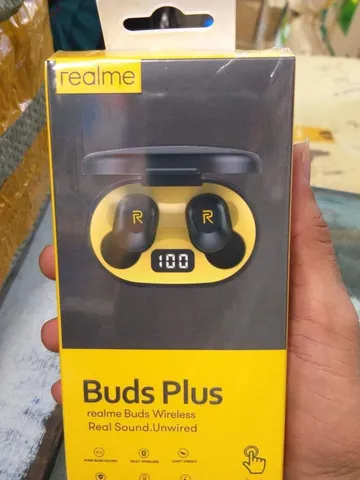 realme
R R
100
Buds Plus
realme Buds Wireless
Real Sound.Unwired